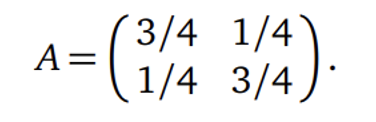 A = ( 3/4 1/4
1/4 3/4 ).